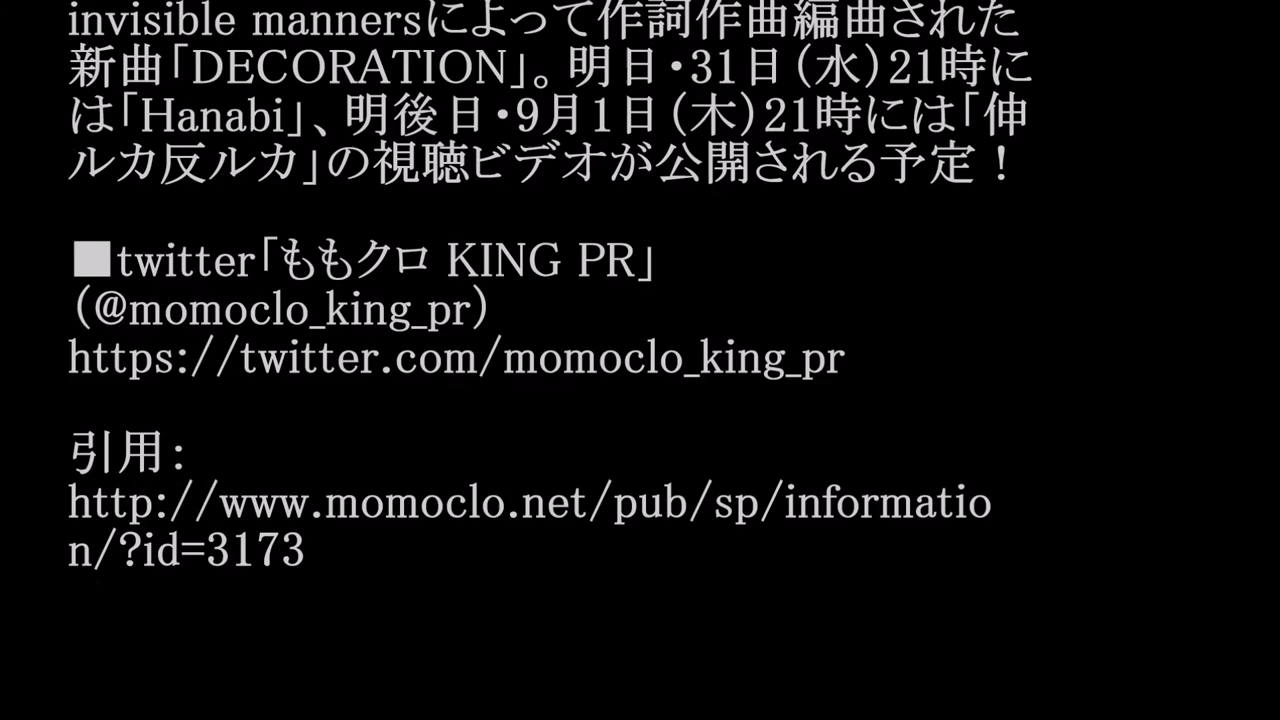 invisible mannersによって作詞作曲編曲された
新曲「DECORATION」。明日・31日（水）21時に
は「Hanabi」、明後日・9月1日（木）21時には「伸
ルカ反ルカ」の視聴ビデオが公開される予定！
■twitter「ももクロ KING PR」
（@momoclo_king_pr）
https://twitter.com/momoclo_king_pr
引用：
http://www.momoclo.net/pub/sp/informatio
n/?id=3173